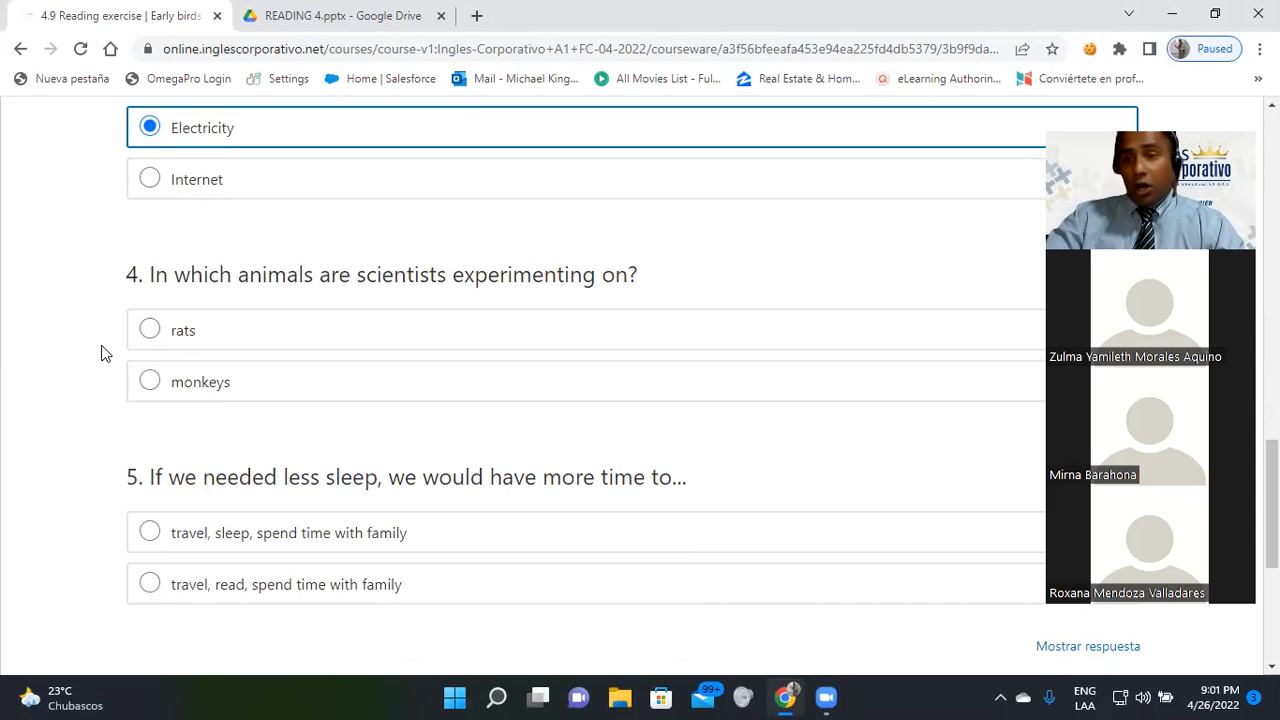 4.9 Reading exercise | Early birds
READING 4.pptx - Google Drive
online.inglescorporativo.net/courses/course-v1:Ingles-Corporativo+A1+FC-04-2022/courseware/a3f56bfeeafa453e94ea225fd4db5379/3b9f9da...
Paused
Nueva pestaña
OmegaPro Login
Settings
Home | Salesforce
Mail - Michael King...
All Movies List - Ful...
Real Estate & Hom...
eLearning Authorin...
Conviértete en prof...
»
Electricity
Internet
4. In which animals are scientists experimenting on?
rats
monkeys
5. If we needed less sleep, we would have more time to...
travel, sleep, spend time with family
travel, read, spend time with family
Mostrar respuesta
Zulma Yamileth Morales Aquino
Mirna Barahona
Roxana Mendoza Valladares
23°C
Chubascos
99+
ENG
LAA
9:01 PM
4/26/2022
3